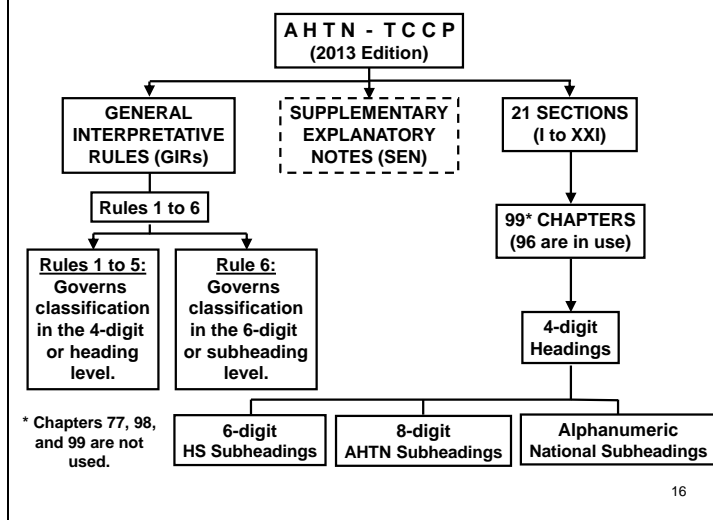 A H T N - T C C P
(2013 Edition)
GENERAL
INTERPRETATIVE
RULES (GIRs)
SUPPLEMENTARY
EXPLANATORY
NOTES (SEN)
21 SECTIONS
(I to XXI)
Rules 1 to 6
99* CHAPTERS
(96 are in use)
Rules 1 to 5:
Governs
classification
in the 4-digit
or heading
level.
Rule 6:
Governs
classification
in the 6-digit
or subheading
level.
4-digit
Headings
* Chapters 77, 98,
and 99 are not
used.
6-digit
HS Subheadings
8-digit
AHTN Subheadings
Alphanumeric
National Subheadings
16